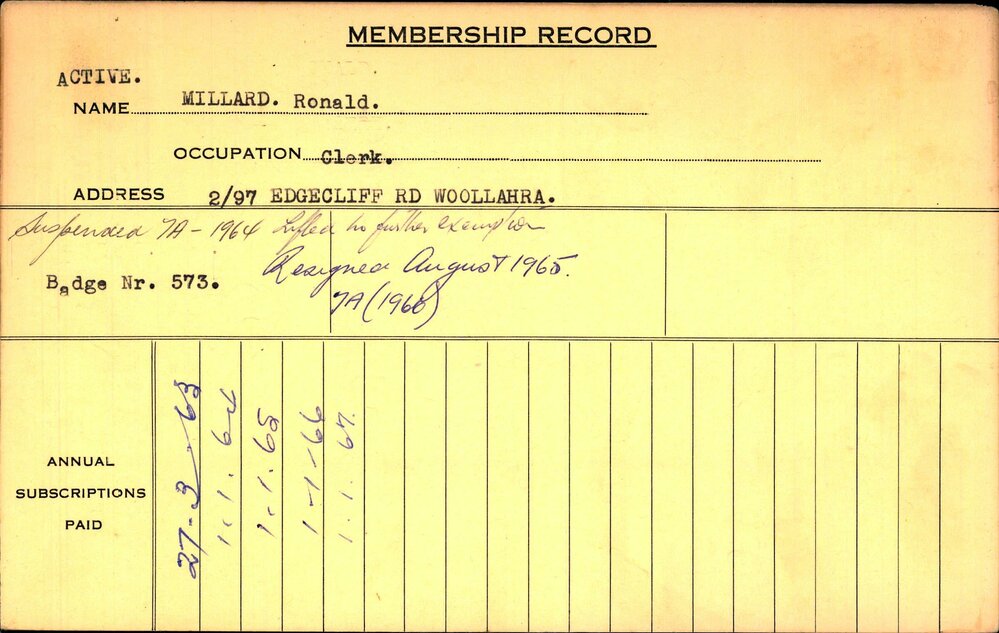 MEMBERSHIP RECORD
ACTIVE.
NAME MILLARD. Ronald.
OCCUPATION Clerk.
ADDRESS 2/97 EDGECLIFF RD WOOLLAHRA.
Suspended 7A - 1964 Lifted no further exemption
Badge Nr. 573. Resigned August 1965.
7A (1966)
ANNUAL SUBSCRIPTIONS PAID
27-3-63
1.1.64
1.1.65
1-1-66
1.1.67.